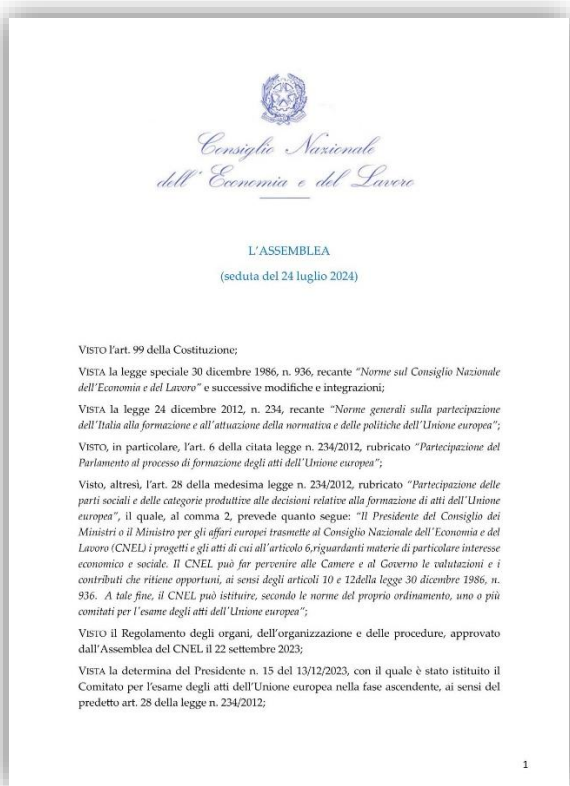 Consiglio Nazionale
dell'Economia e del Lavoro
L'ASSEMBLEA
(seduta del 24 luglio 2024)
VISTO l'art. 99 della Costituzione;
VISTA la legge speciale 30 dicembre 1986, n. 936, recante "Norme sul Consiglio Nazionale
dell'Economia e del Lavoro" e successive modifiche e integrazioni;
VISTA la legge 24 dicembre 2012, n. 234, recante "Norme generali sulla partecipazione
dell'Italia alla formazione e all'attuazione della normativa e delle politiche dell'Unione europea";
VISTO, in particolare, l'art. 6 della citata legge n. 234/2012, rubricato "Partecipazione del
Parlamento al processo di formazione degli atti dell'Unione europea";
Visto, altresì, l'art. 28 della medesima legge n. 234/2012, rubricato "Partecipazione delle
parti sociali e delle categorie produttive alle decisioni relative alla formazione di atti dell'Unione
europea", il quale, al comma 2, prevede quanto segue: "Il Presidente del Consiglio dei
Ministri o il Ministro per gli affari europei trasmette al Consiglio Nazionale dell'Economia e del
Lavoro (CNEL) i progetti e gli atti di cui all'articolo 6,riguardanti materie di particolare interesse
economico e sociale. Il CNEL può far pervenire alle Camere e al Governo le valutazioni e i
contributi che ritiene opportuni, ai sensi degli articoli 10 e 12della legge 30 dicembre 1986, n.
936. A tale fine, il CNEL può istituire, secondo le norme del proprio ordinamento, uno o più
comitati per l'esame degli atti dell'Unione europea";
VISTO il Regolamento degli organi, dell'organizzazione e delle procedure, approvato
dall'Assemblea del CNEL il 22 settembre 2023;
VISTA la determina del Presidente n. 15 del 13/12/2023, con il quale è stato istituito il
Comitato per l'esame degli atti dell'Unione europea nella fase ascendente, ai sensi del
predetto art. 28 della legge n. 234/2012;
1